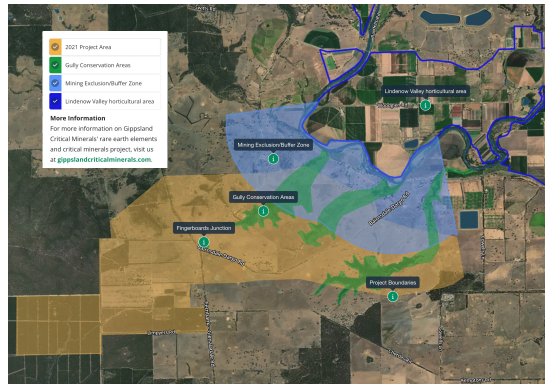 2021 Project Area
Gully Conservation Areas
Mining Exclusion/Buffer Zone
Lindenow Valley horticultural area
More Information
For more information on Gippsland
Critical Minerals' rare earth elements
and critical minerals project, visit us
at gippslandcriticalminerals.com.
Lindenow Valley horticultural area
Mining Exclusion/Buffer Zone
Gully Conservation Areas
Fingerboards Junction
Project Boundaries